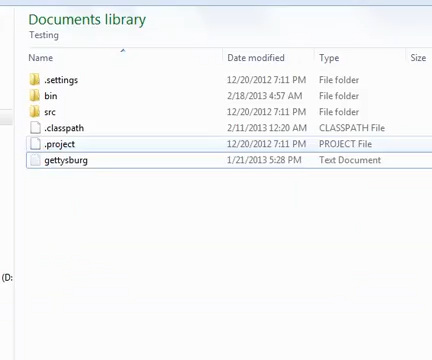 Documents library
Testing
Name Date modified Type Size
.settings 12/20/2012 7:11 PM File folder
bin 2/18/2013 4:57 AM File folder
src 12/20/2012 7:11 PM File folder
.classpath 2/11/2013 12:20 AM CLASSPATH File
.project 12/20/2012 7:11 PM PROJECT File
gettysburg 1/21/2013 5:28 PM Text Document
(D: